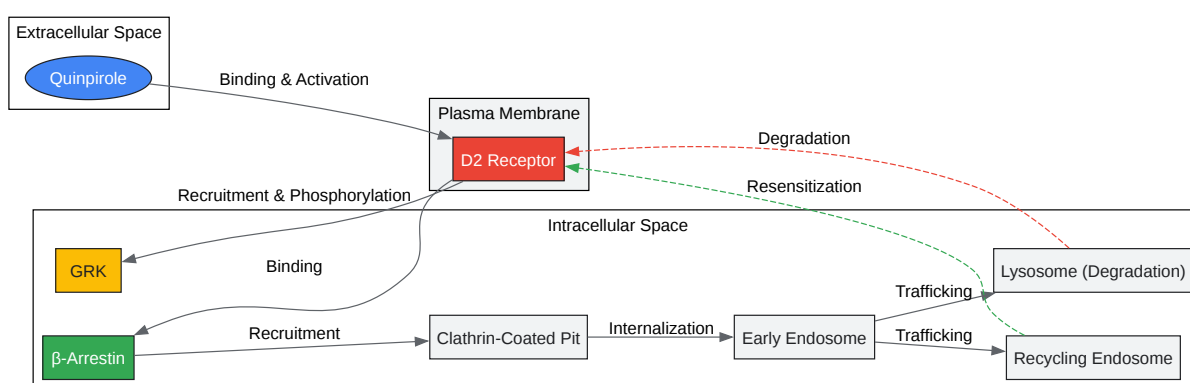 Extracellular Space
Quinpirole
Binding & Activation
Plasma Membrane
D2 Receptor
Degradation
Resensitization
Recruitment & Phosphorylation
Intracellular Space
GRK
Binding
Lysosome (Degradation)
Trafficking
β-Arrestin
Recruitment
Clathrin-Coated Pit
Internalization
Early Endosome
Trafficking
Recycling Endosome